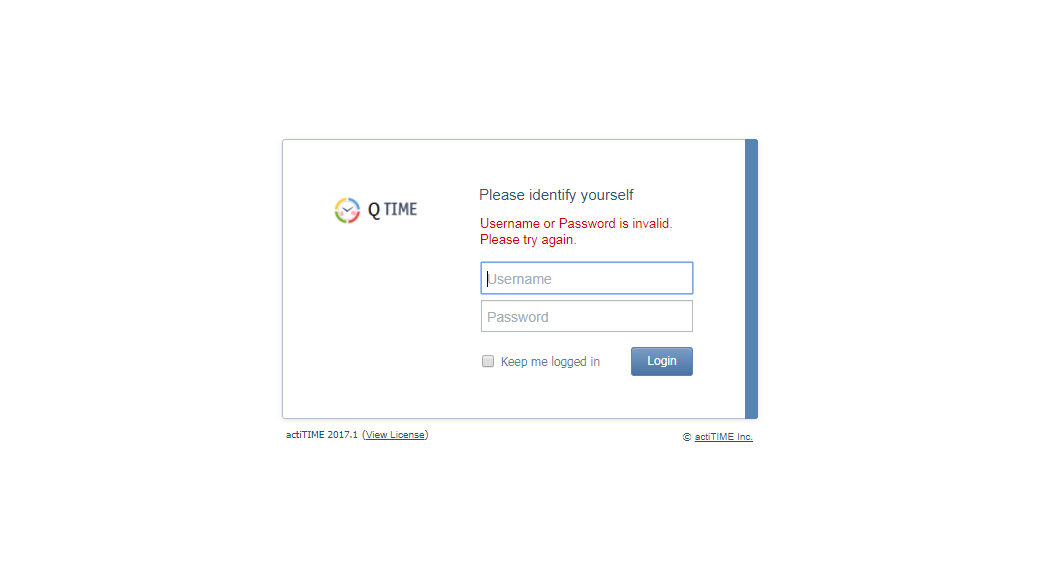 Q TIME
Please identify yourself
Username or Password is invalid.
Please try again.
Username
Password
Keep me logged in
Login
actiTIME 2017.1 (View License)
© actiTIME Inc.